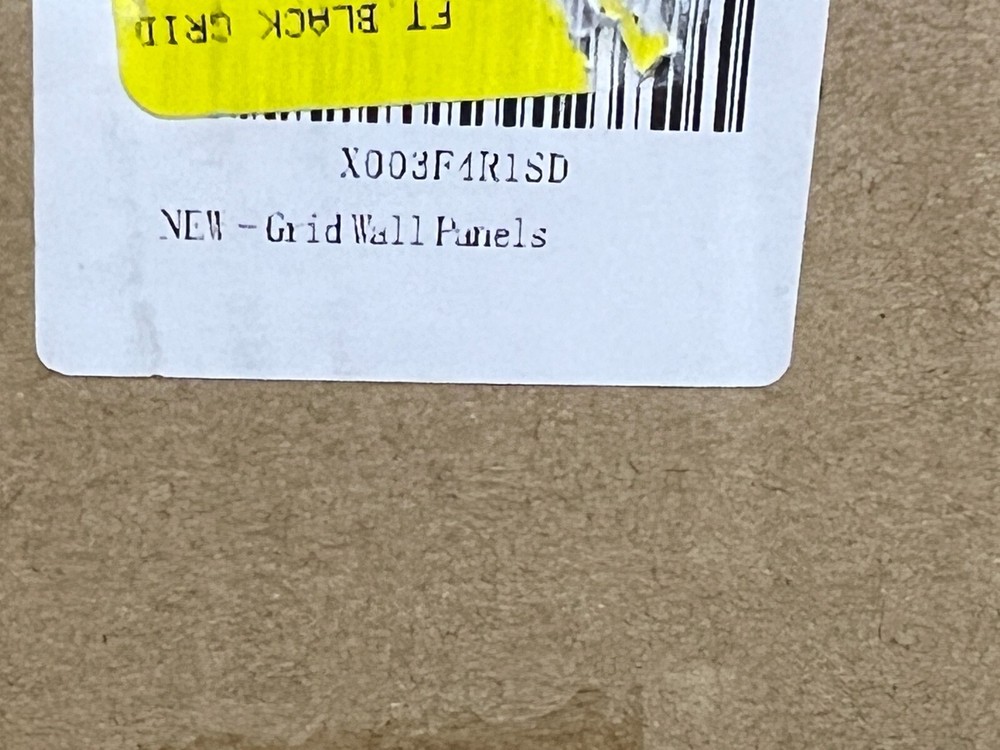 FT BLACK GRID
X003F4R1SD
NEW - Grid Wall Panels